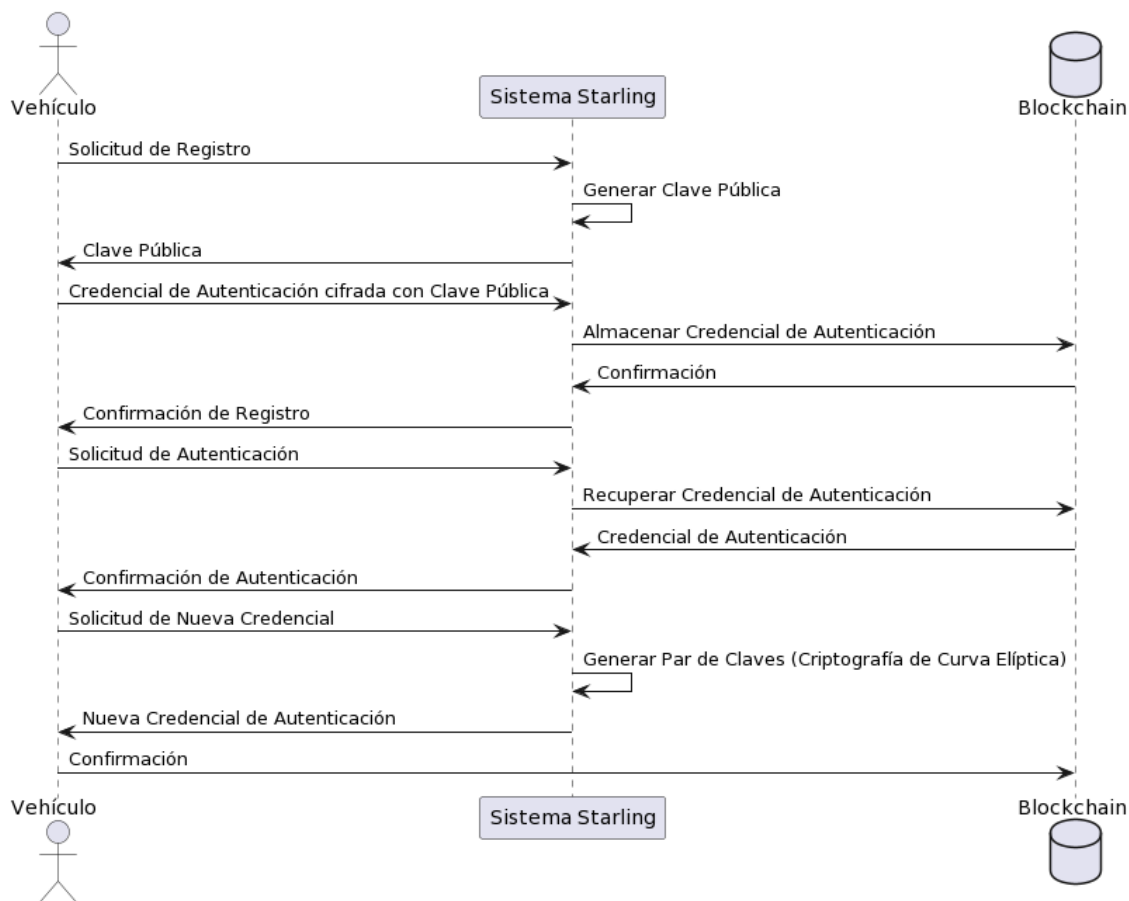 Vehículo
Sistema Starling
Blockchain
Solicitud de Registro
Generar Clave Pública
Clave Pública
Credencial de Autenticación cifrada con Clave Pública
Almacenar Credencial de Autenticación
Confirmación
Confirmación de Registro
Solicitud de Autenticación
Recuperar Credencial de Autenticación
Credencial de Autenticación
Confirmación de Autenticación
Solicitud de Nueva Credencial
Generar Par de Claves (Criptografía de Curva Elíptica)
Nueva Credencial de Autenticación
Confirmación
Vehículo
Sistema Starling
Blockchain